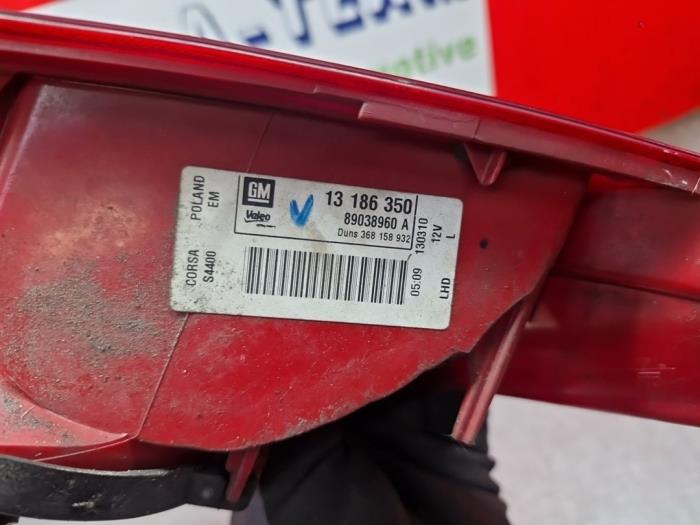 GM
Valeo
13 186 350
89038960 A
Duns 368 158 932
POLAND
EM
CORSA
S4400
05:09 130310
LHD 12V L